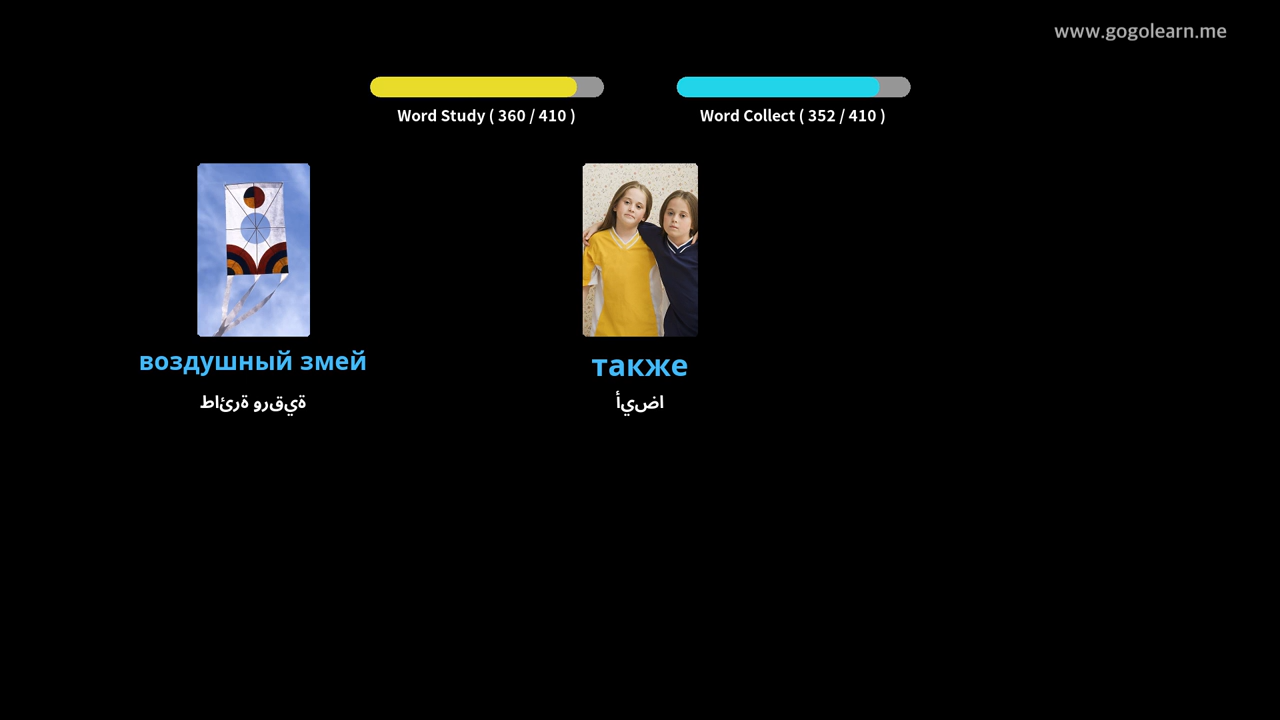 www.gogolearn.me
Word Study ( 360 / 410 )
Word Collect ( 352 / 410 )
воздушный змей
طائرة ورقية
также
أيضا